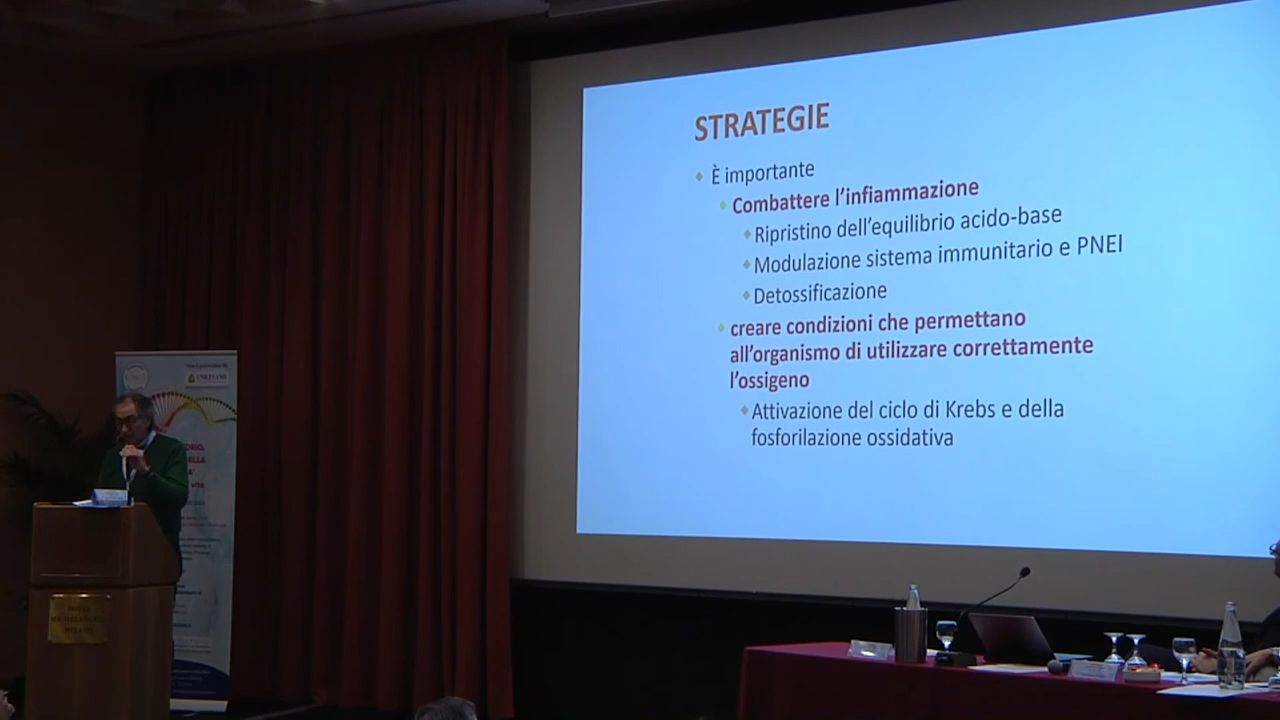 STRATEGIE
È importante
Combattere l'infiammazione
Ripristino dell'equilibrio acido-base
Modulazione sistema immunitario e PNEI
Detossificazione
creare condizioni che permettano
all'organismo di utilizzare correttamente
l'ossigeno
Attivazione del ciclo di Krebs e della
fosforilazione ossidativa